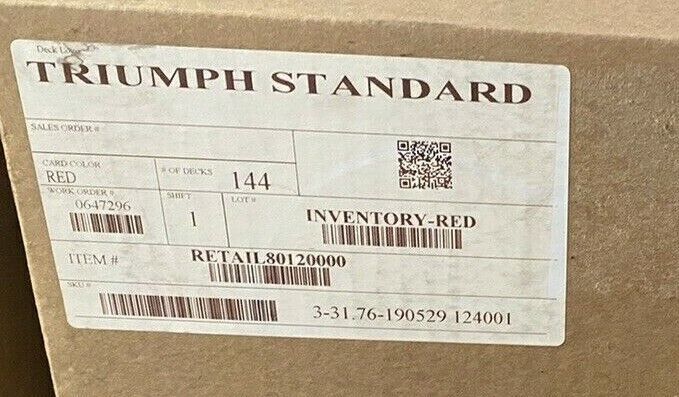 Deck Logo
TRIUMPH STANDARD
SALES ORDER #
CARD COLOR
RED
# OF DECKS
144
WORK ORDER #
0647296
SHIFT
1
LOT #
INVENTORY-RED
ITEM #
RETAIL80120000
SKU #
3-31.76-190529 124001